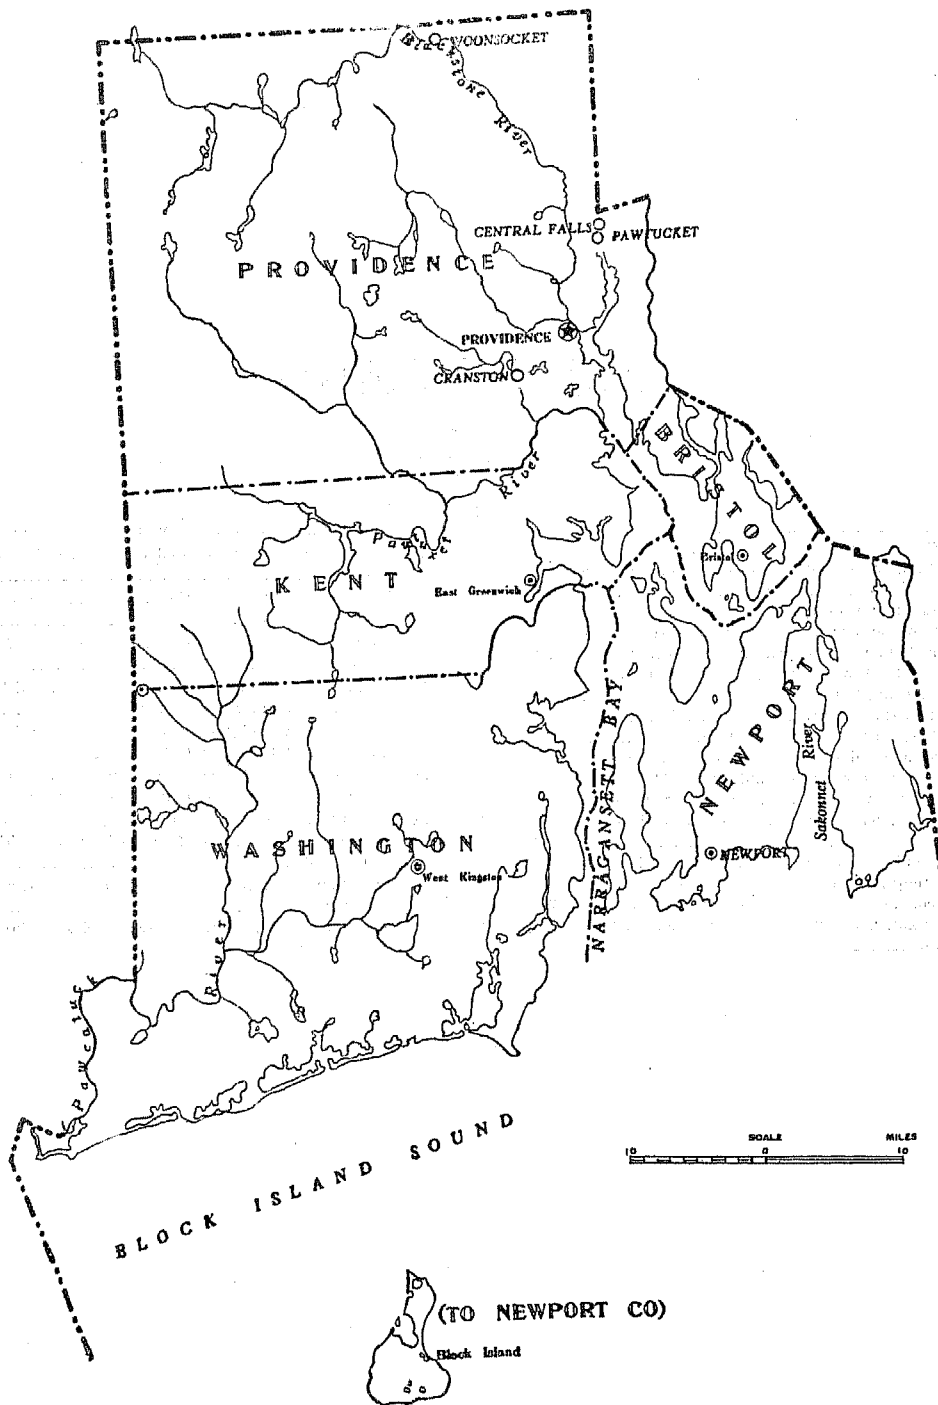 WOONSOCKET
Blackstone River
CENTRAL FALLS
PAWTUCKET
PROVIDENCE
PROVIDENCE
CRANSTON
BRISTOL
River
Pawtuxet
Bristol
KENT
East Greenwich
NEWPORT
NARRAGANSETT BAY
Sakonnet River
WASHINGTON
NEWPORT
West Kingston
River
Pawcatuck
BLOCK ISLAND SOUND
SCALE MILES
10 0 10
(TO NEWPORT CO)
Block Island